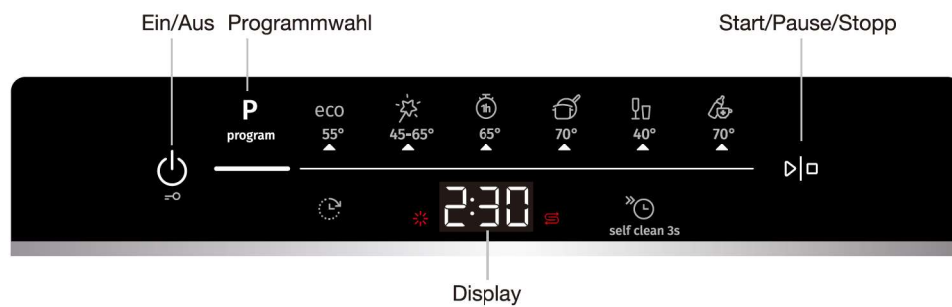 Ein/Aus Programmwahl Start/Pause/Stopp
P
program
eco
1h
55° 45-65° 65° 70° 40° 70°
2:30
self clean 3s
Display